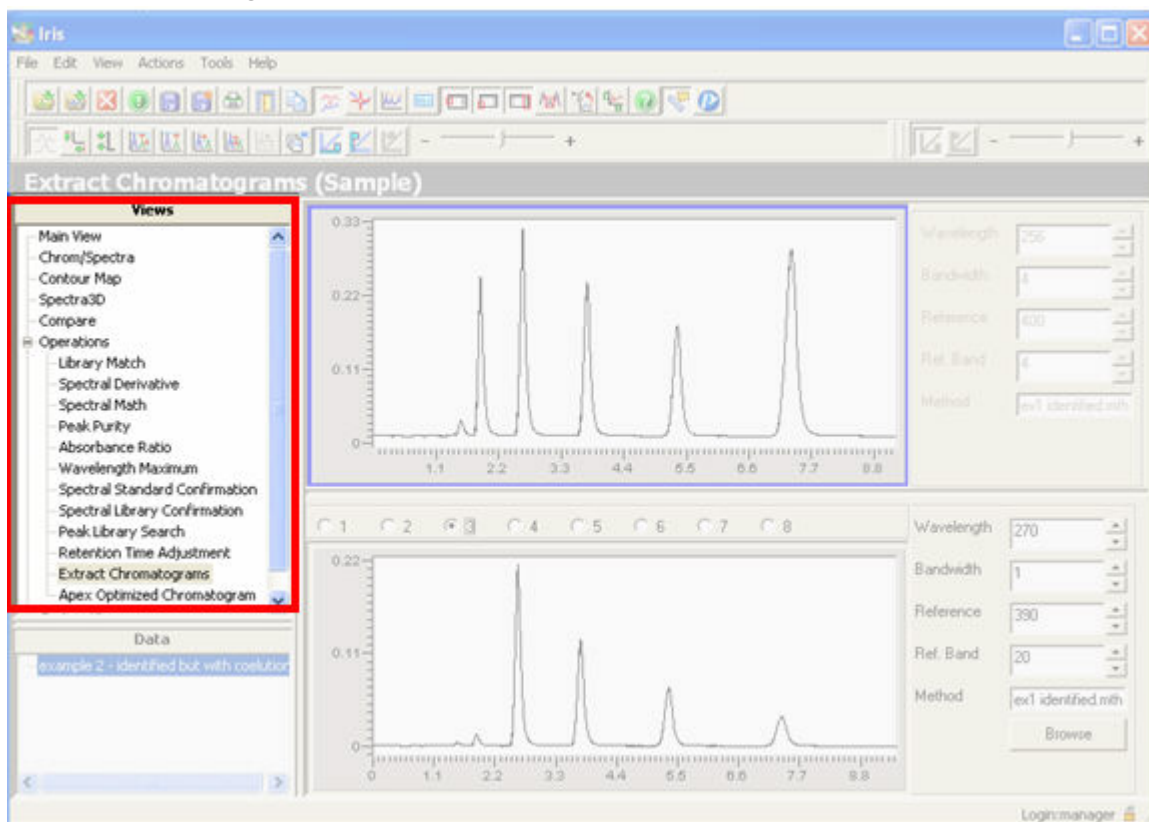 Iris
File Edit View Actions Tools Help
Extract Chromatograms (Sample)
Views
Main View
Chrom/Spectra
Contour Map
Spectra3D
Compare
Operations
Library Match
Spectral Derivative
Spectral Math
Peak Purity
Absorbance Ratio
Wavelength Maximum
Spectral Standard Confirmation
Spectral Library Confirmation
Peak Library Search
Retention Time Adjustment
Extract Chromatograms
Apex Optimized Chromatogram
Data
example 2 - identified but with coelution
0.33
0.22
0.11
0
1.1 2.2 3.3 4.4 5.5 6.6 7.7 8.8
Wavelength 256
Bandwidth 4
Reference 400
Ref. Band 4
Method ex1 identified.mth
1 2 3 4 5 6 7 8
0.22
0.11
0
0 1.1 2.2 3.3 4.4 5.5 6.6 7.7 8.8
Wavelength 270
Bandwidth 1
Reference 390
Ref. Band 20
Method ex1 identified.mth
Browse
Login:manager